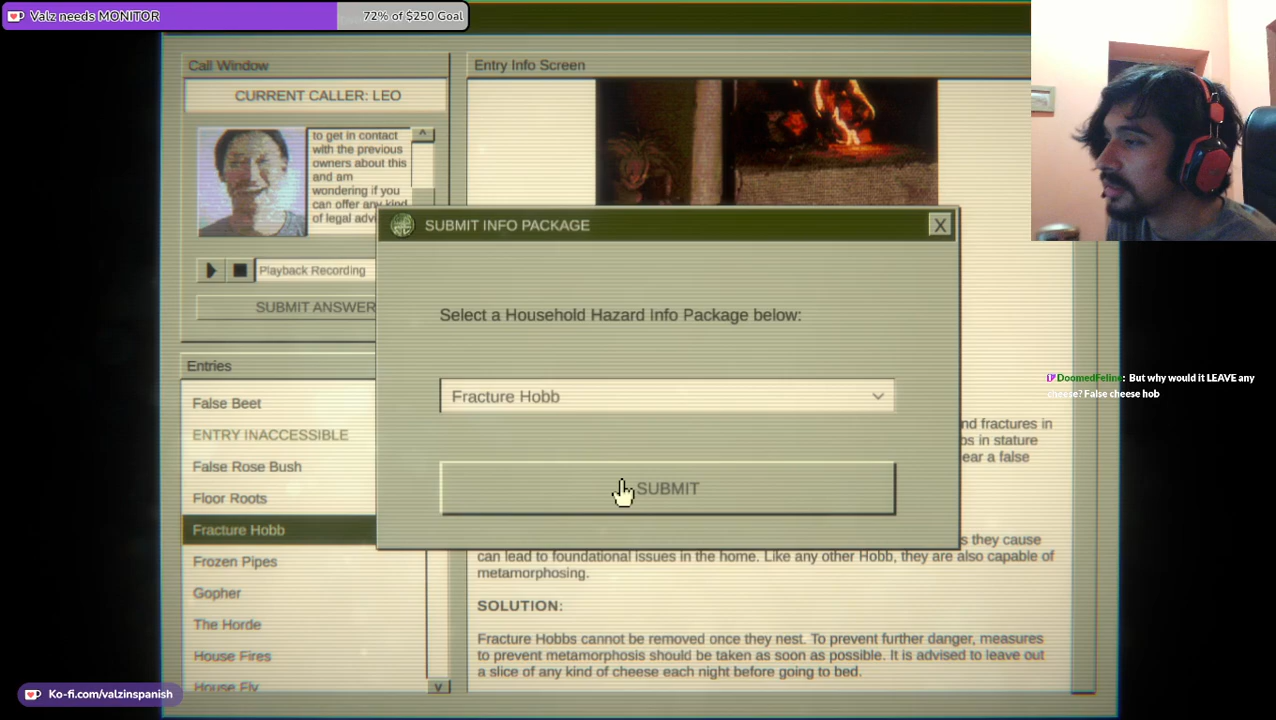 Valz needs MONITOR
72% of $250 Goal
Call Window
CURRENT CALLER: LEO
to get in contact
with the previous
owners about this
and am
wondering if you
can offer any kind
of legal
Playback Recording
SUBMIT ANSWER
Entries
False Beet
ENTRY INACCESSIBLE
False Rose Bush
Floor Roots
Fracture Hobb
Frozen Pipes
Gopher
The Horde
House Fires
House Fly
Entry Info Screen
SUBMIT INFO PACKAGE
X
Select a Household Hazard Info Package below:
Fracture Hobb
SUBMIT
nd fractures in
bs in stature
ear a false
s they cause
can lead to foundational issues in the home. Like any other Hobb, they are also capable of
metamorphosing.
SOLUTION:
Fracture Hobbs cannot be removed once they nest. To prevent further danger, measures
to prevent metamorphosis should be taken as soon as possible. It is advised to leave out
a slice of any kind of cheese each night before going to bed.
DoomedFeline: But why would it LEAVE any
cheese? False cheese hob
Ko-fi.com/valzinspanish